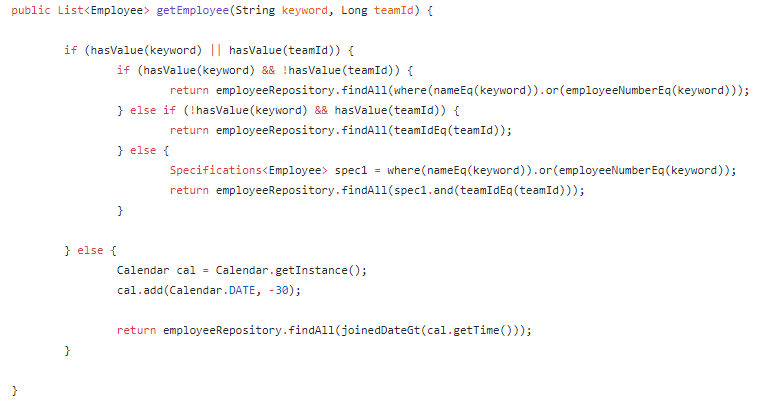 public List<Employee> getEmployee(String keyword, Long teamId) {
if (hasValue(keyword) || hasValue(teamId)) {
if (hasValue(keyword) && !hasValue(teamId)) {
return employeeRepository.findAll(where(nameEq(keyword)).or(employeeNumberEq(keyword)));
} else if (!hasValue(keyword) && hasValue(teamId)) {
return employeeRepository.findAll(teamIdEq(teamId));
} else {
Specifications<Employee> spec1 = where(nameEq(keyword)).or(employeeNumberEq(keyword));
return employeeRepository.findAll(spec1.and(teamIdEq(teamId)));
}
} else {
Calendar cal = Calendar.getInstance();
cal.add(Calendar.DATE, -30);
return employeeRepository.findAll(joinedDateGt(cal.getTime()));
}
}